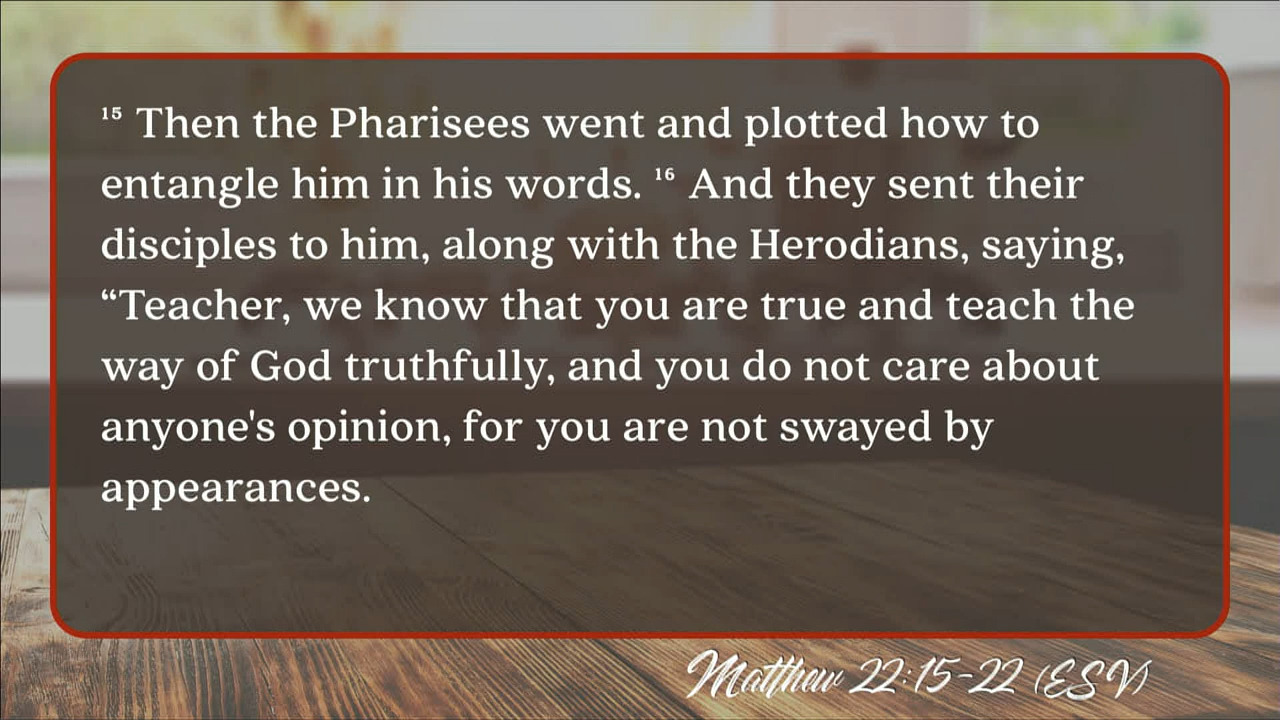 ¹⁵ Then the Pharisees went and plotted how to
entangle him in his words. ¹⁶ And they sent their
disciples to him, along with the Herodians, saying,
“Teacher, we know that you are true and teach the
way of God truthfully, and you do not care about
anyone's opinion, for you are not swayed by
appearances.
Matthew 22:15-22 (ESV)